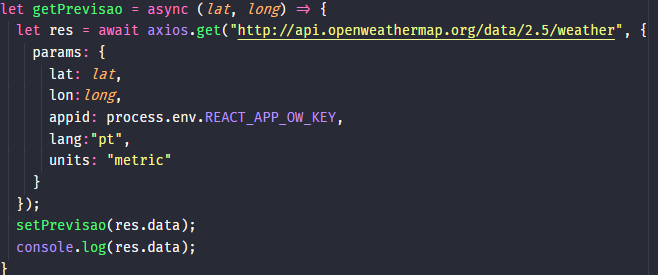 let getPrevisao = async (lat, long) => {
let res = await axios.get("http://api.openweathermap.org/data/2.5/weather", {
params: {
lat: lat,
lon:long,
appid: process.env.REACT_APP_OW_KEY,
lang:"pt",
units: "metric"
}
});
setPrevisao(res.data);
console.log(res.data);
}